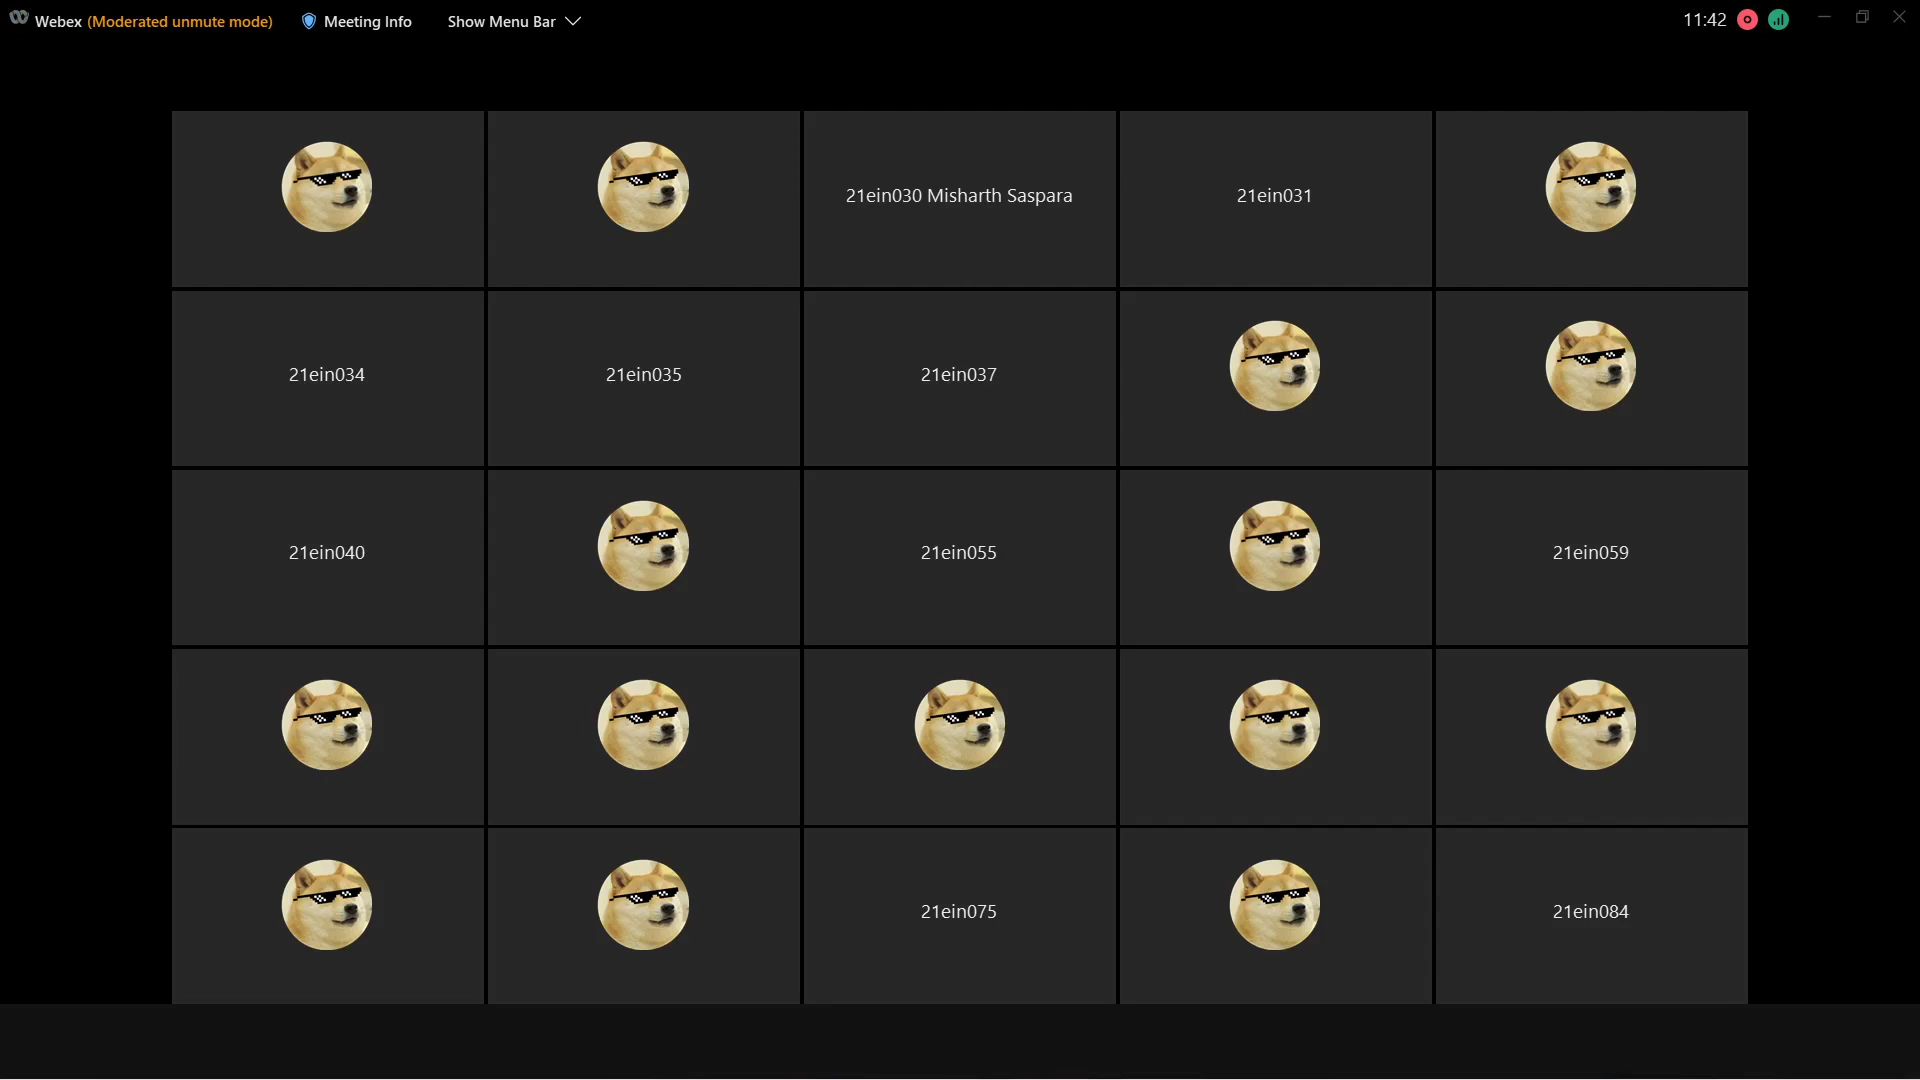 Webex (Moderated unmute mode) Meeting Info Show Menu Bar 11:42
21ein030 Misharth Saspara
21ein031
21ein034
21ein035
21ein037
21ein040
21ein055
21ein059
21ein075
21ein084